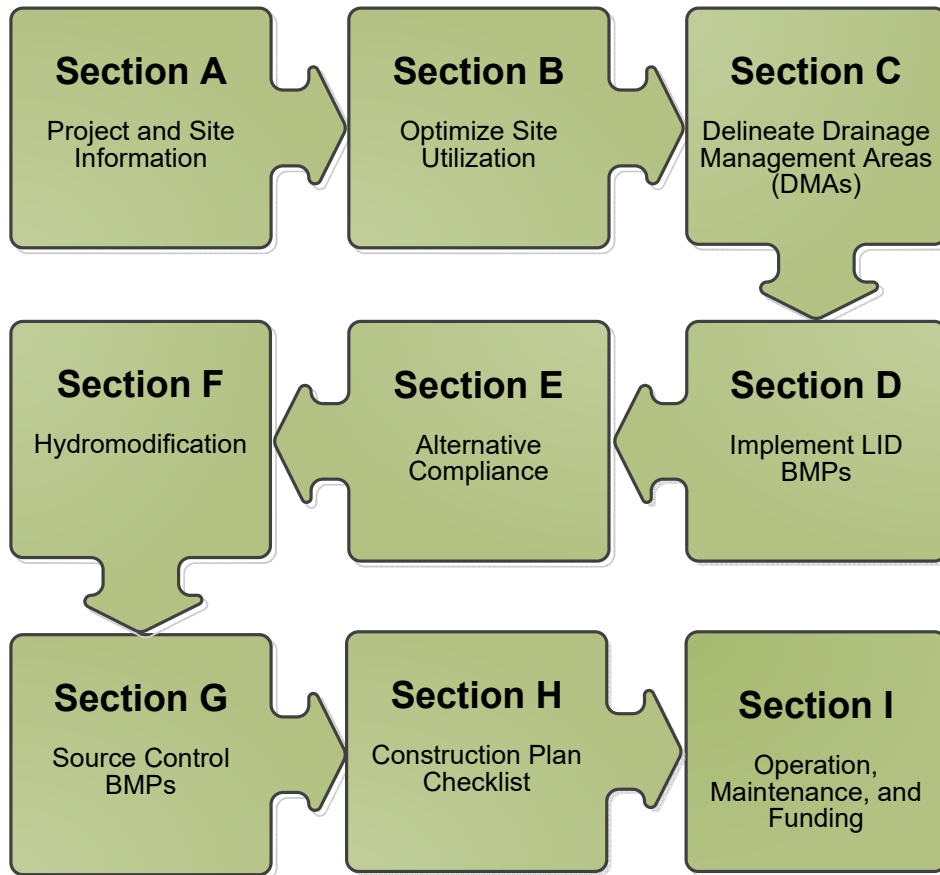 Section A
Project and Site
Information
Section B
Optimize Site
Utilization
Section C
Delineate Drainage
Management Areas
(DMAs)
Section D
Implement LID
BMPs
Section E
Alternative
Compliance
Section F
Hydromodification
Section G
Source Control
BMPs
Section H
Construction Plan
Checklist
Section I
Operation,
Maintenance, and
Funding